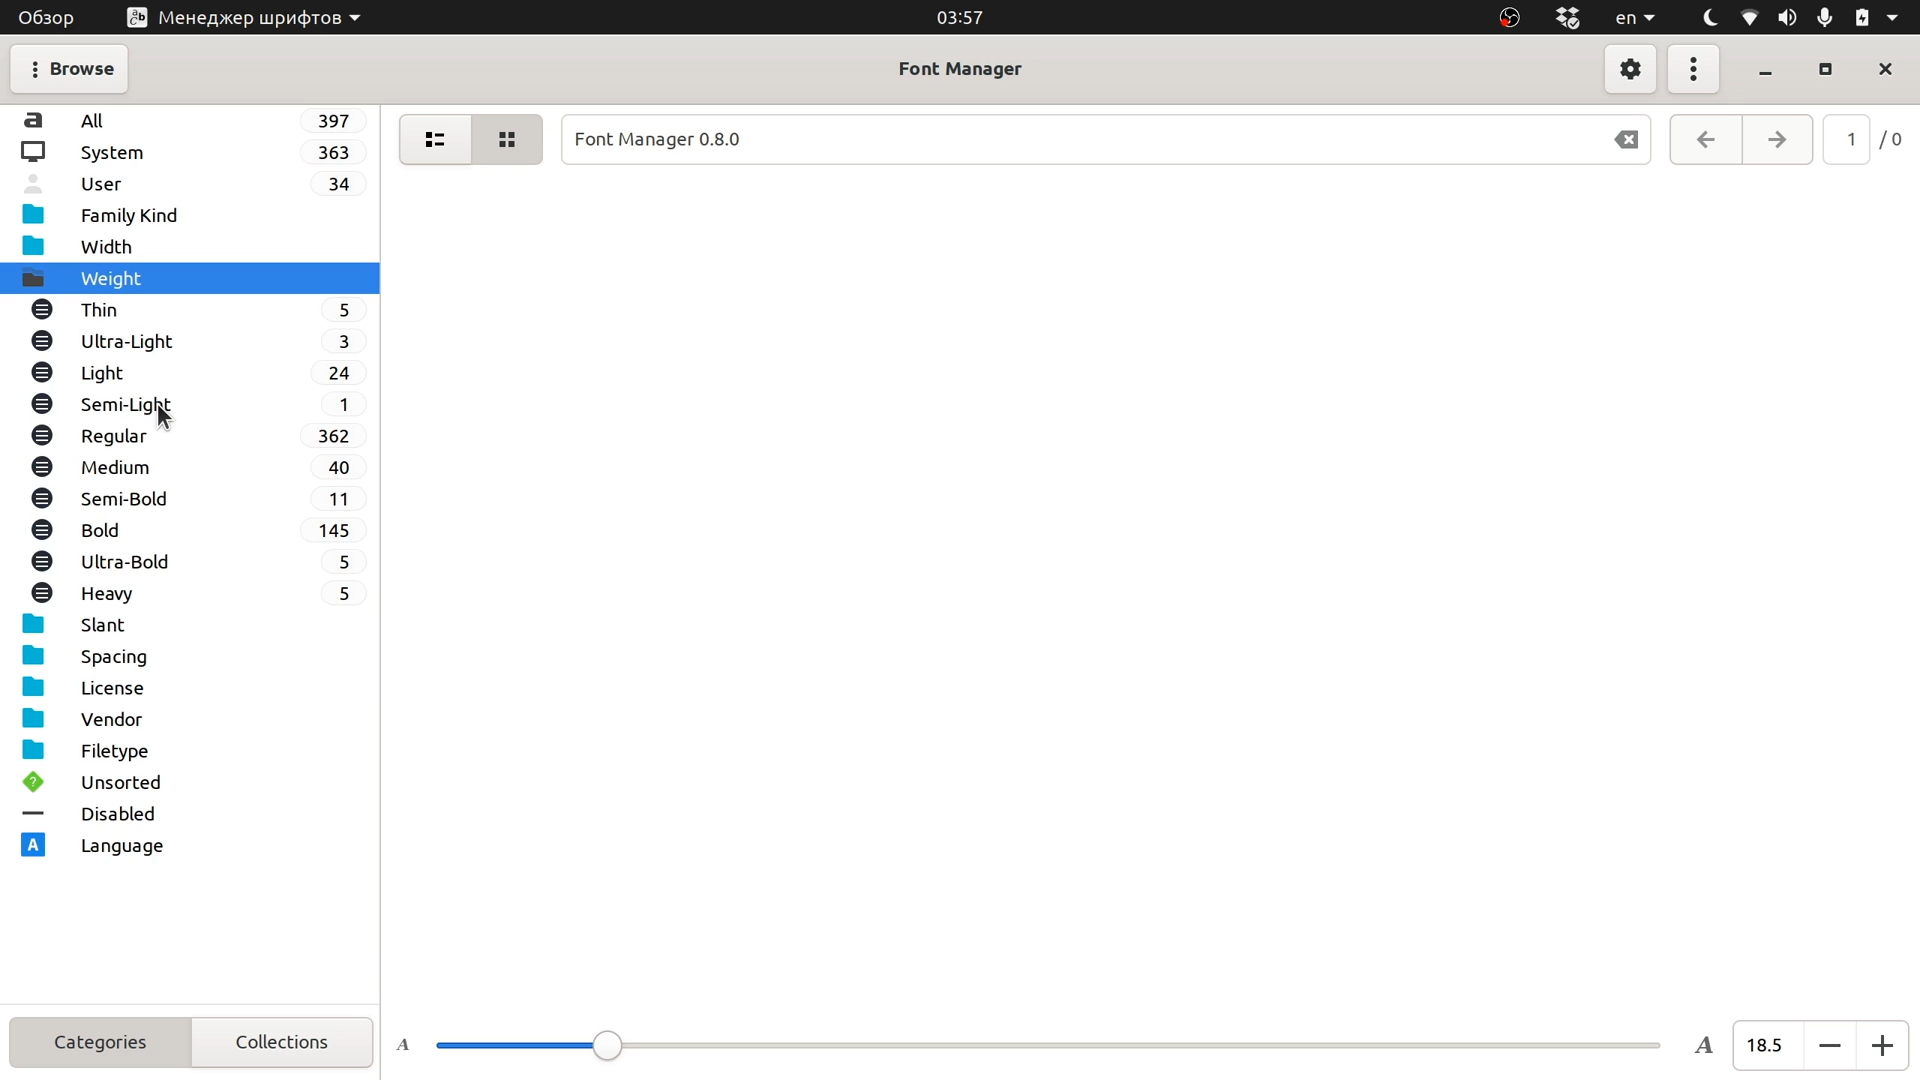 Обзор Менеджер шрифтов 03:57 en
Browse Font Manager
All 397
System 363
User 34
Family Kind
Width
Weight
Thin 5
Ultra-Light 3
Light 24
Semi-Light 1
Regular 362
Medium 40
Semi-Bold 11
Bold 145
Ultra-Bold 5
Heavy 5
Slant
Spacing
License
Vendor
Filetype
Unsorted
Disabled
Language
Categories Collections
Font Manager 0.8.0 1 / 0
A A 18.5